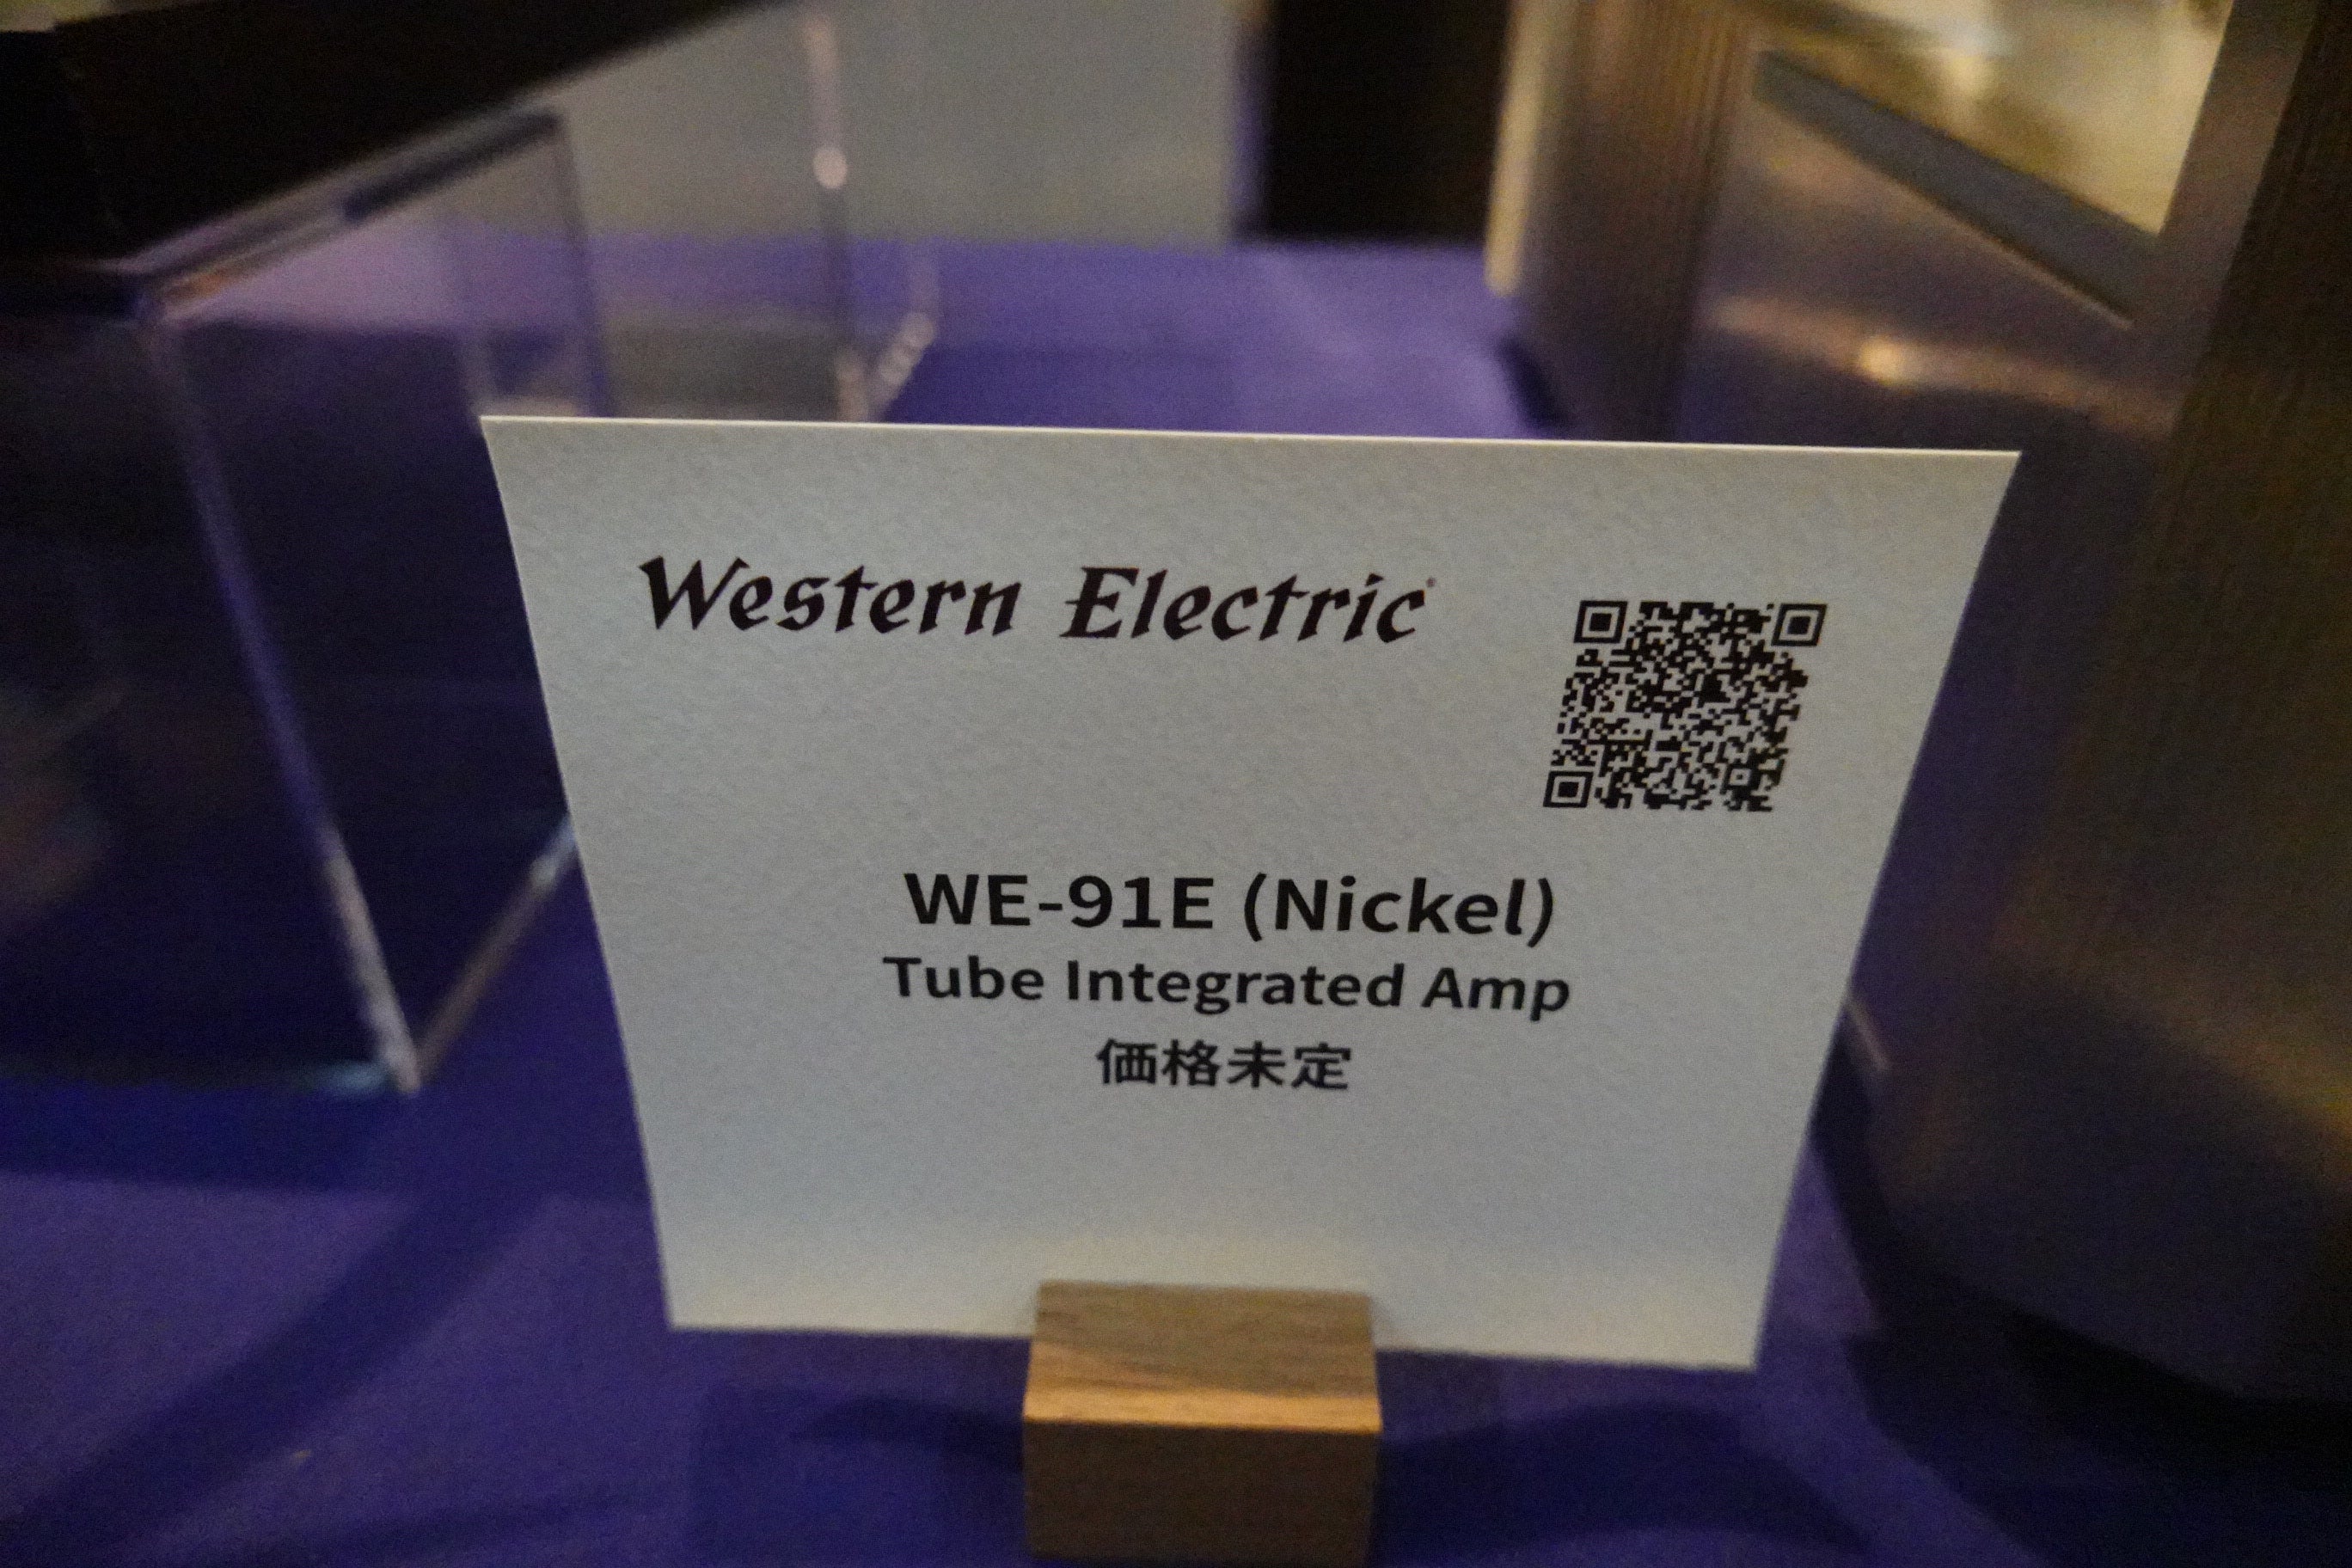 Western Electric
WE-91E (Nickel)
Tube Integrated Amp
価格未定